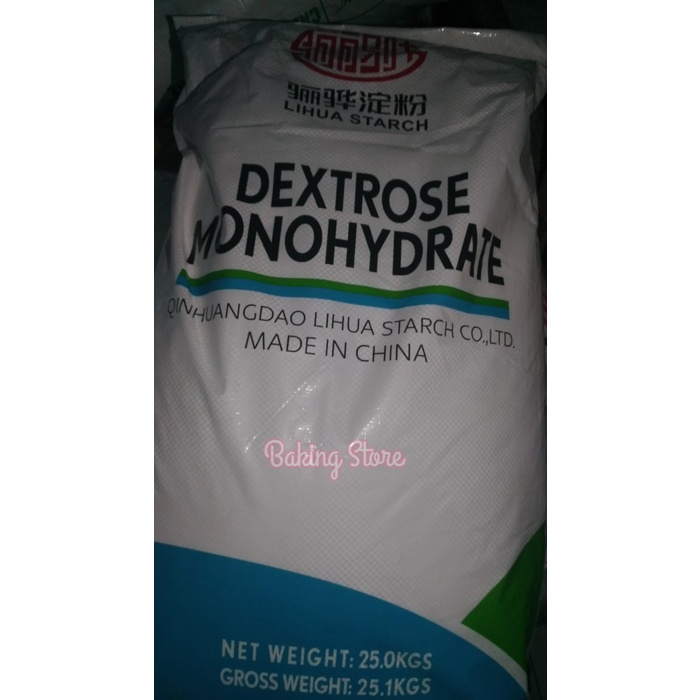 骊骅淀粉
LIHUA STARCH
DEXTROSE
MONOHYDRATE
QINHUANGDAO LIHUA STARCH CO.,LTD.
MADE IN CHINA
Baking Store
NET WEIGHT: 25.0KGS
GROSS WEIGHT: 25.1KGS